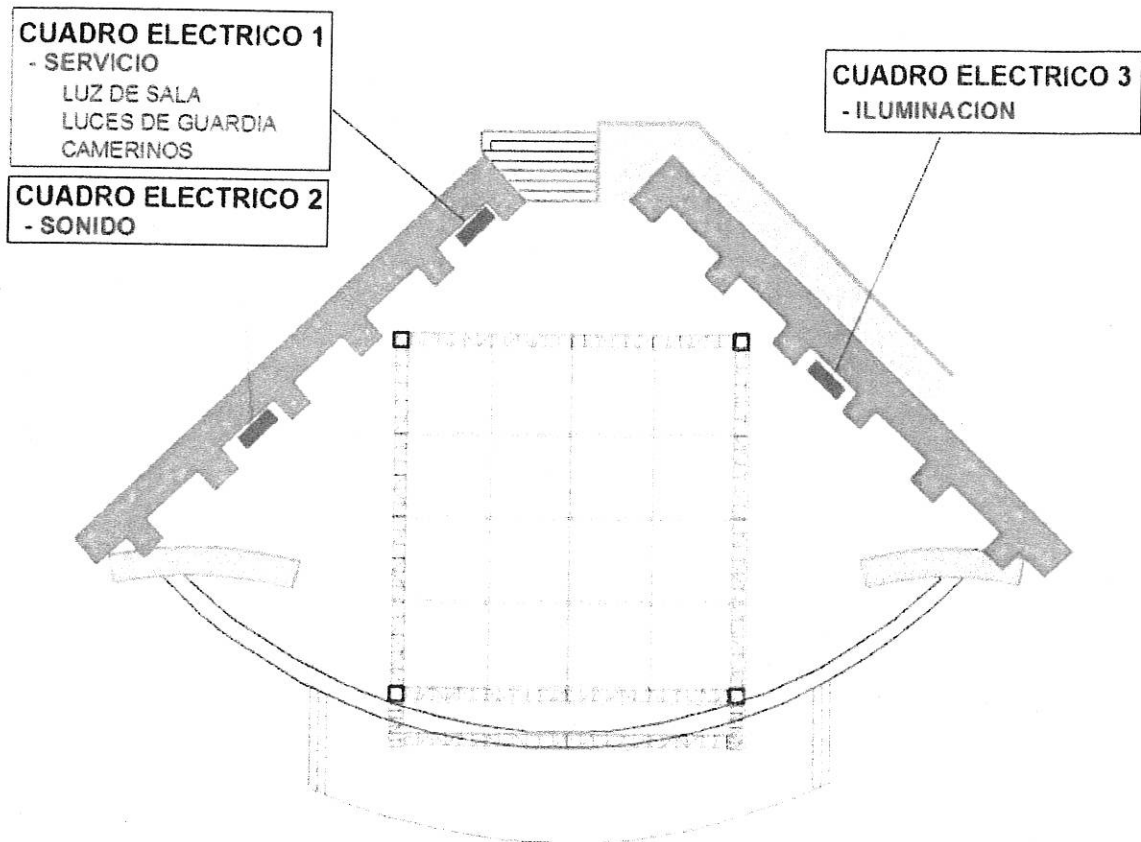 CUADRO ELECTRICO 1
- SERVICIO
LUZ DE SALA
LUCES DE GUARDIA
CAMERINOS
CUADRO ELECTRICO 2
- SONIDO
CUADRO ELECTRICO 3
- ILUMINACION